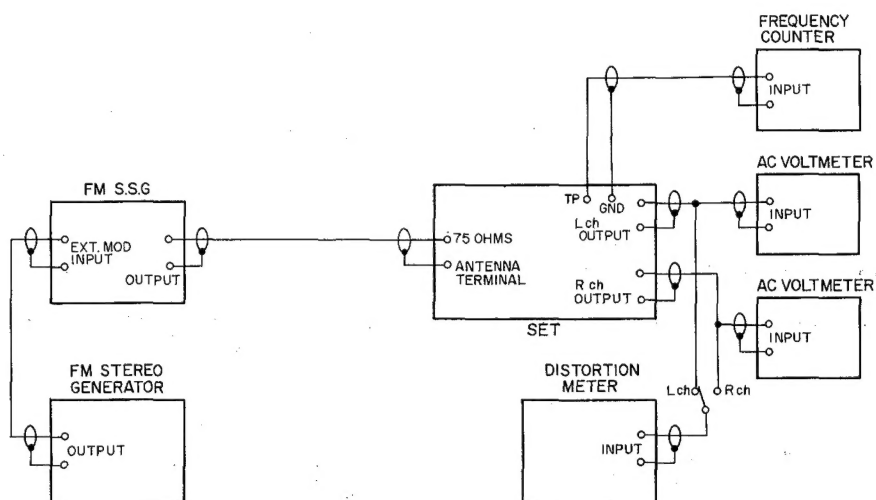 FREQUENCY
COUNTER
INPUT
AC VOLTMETER
FM S.S.G
TP
GND
INPUT
EXT. MOD
INPUT
75 OHMS
L ch
OUTPUT
OUTPUT
ANTENNA
TERMINAL
R ch
OUTPUT
AC VOLTMETER
SET
INPUT
FM STEREO
GENERATOR
DISTORTION
METER
L ch
R ch
OUTPUT
INPUT